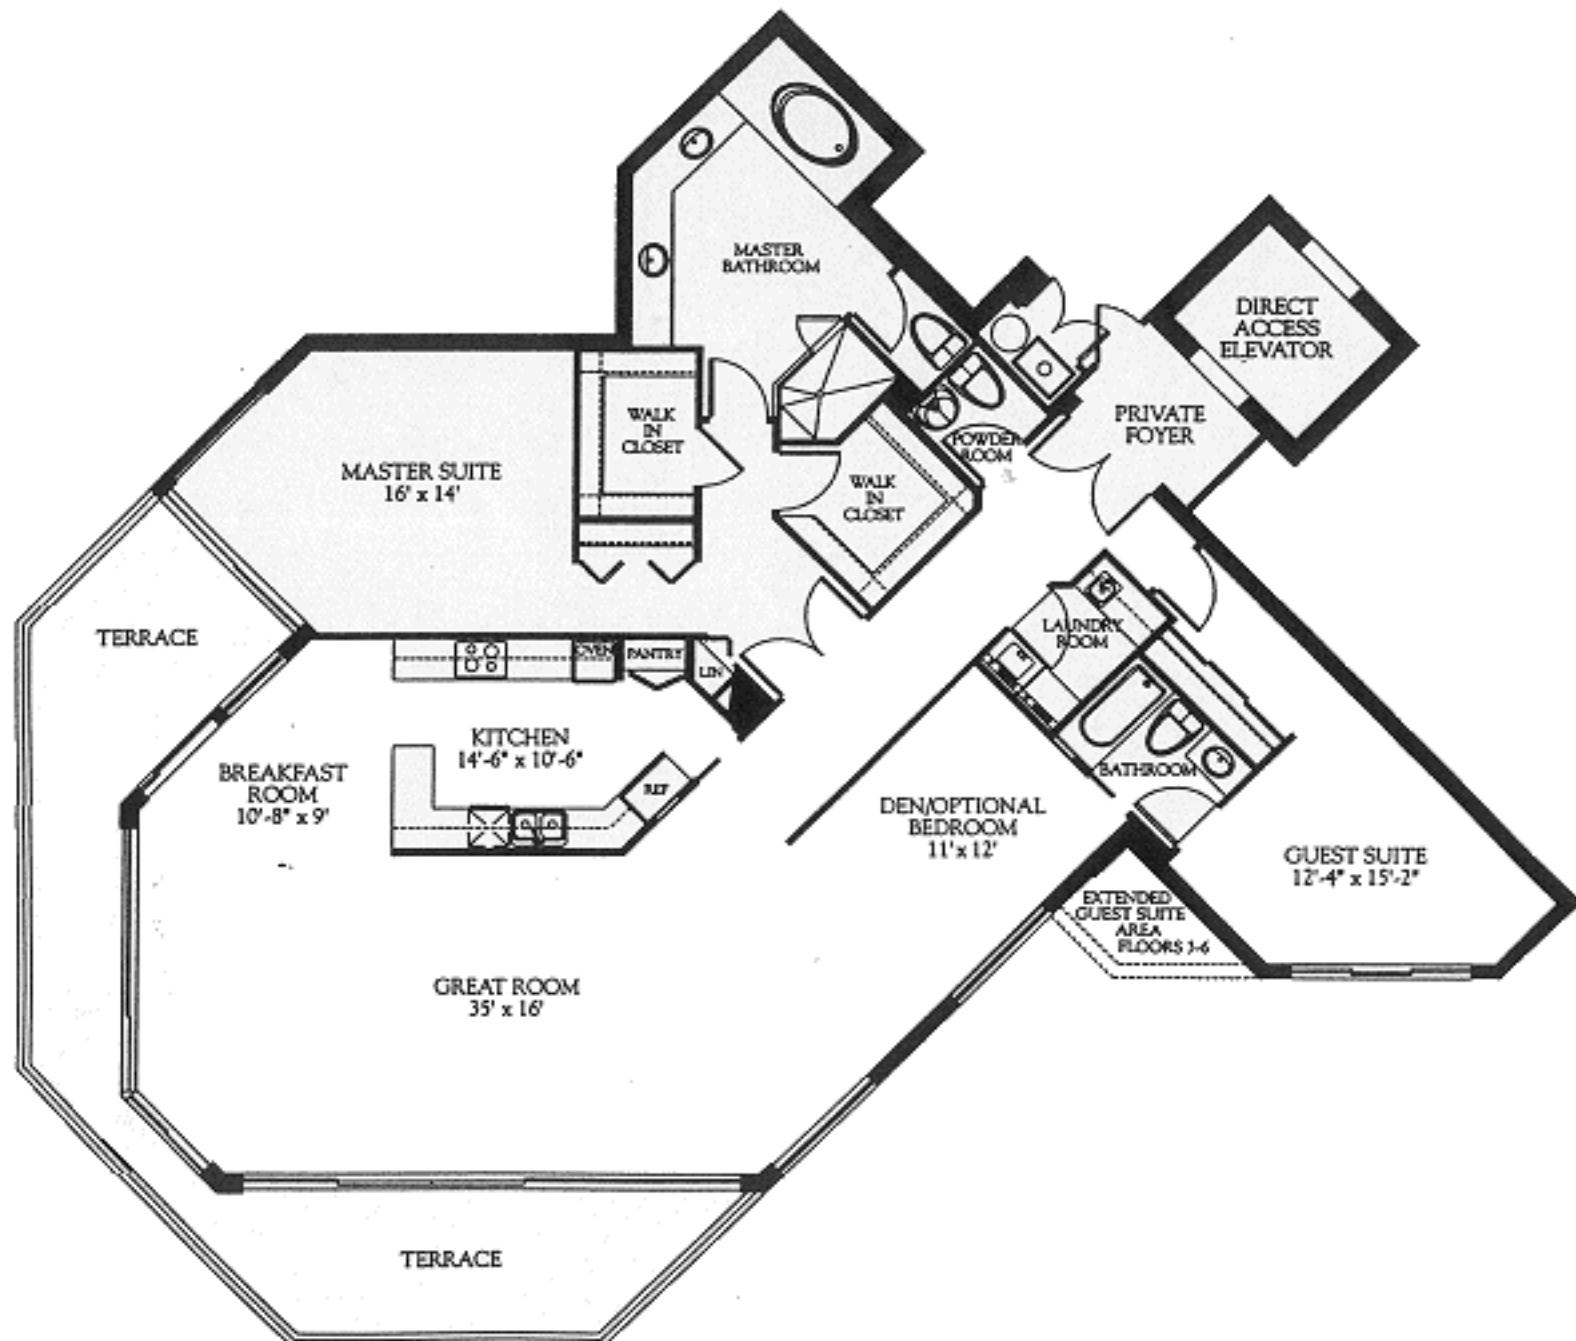 MASTER
BATHROOM
DIRECT
ACCESS
ELEVATOR
PRIVATE
FOYER
WALK
IN
CLOSET
POWDER
ROOM
MASTER SUITE
16' x 14'
WALK
IN
CLOSET
TERRACE
OVEN
PANTRY
LIN
LAUNDRY
ROOM
KITCHEN
14'-6" x 10'-6"
BREAKFAST
ROOM
10'-8" x 9'
REF
BATHROOM
DEN/OPTIONAL
BEDROOM
11' x 12'
GUEST SUITE
12'-4" x 15'-2"
EXTENDED
GUEST SUITE
AREA
FLOORS 3-6
GREAT ROOM
35' x 16'
TERRACE